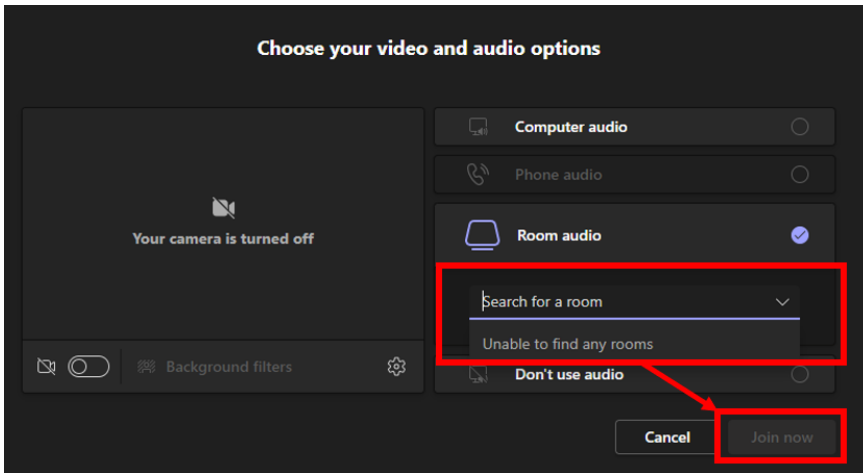 Choose your video and audio options
Computer audio
Phone audio
Your camera is turned off
Room audio
Search for a room
Unable to find any rooms
Background filters
Don't use audio
Cancel
Join now